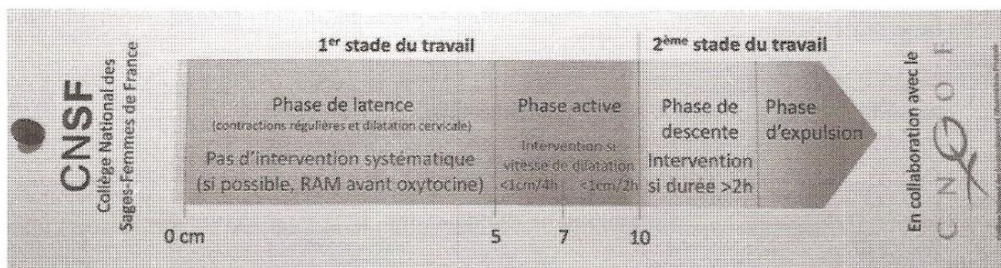 CNSF
Collège National des
Sages-Femmes de France
1er stade du travail
2ème stade du travail
Phase de latence
(contractions régulières et dilatation cervicale)
Pas d'intervention systématique
(si possible, RAM avant oxytocine)
Phase active
Intervention si
vitesse de dilatation
<1cm/4h <1cm/2h
Phase de
descente
Intervention
si durée >2h
Phase
d'expulsion
0 cm 5 7 10
En collaboration avec le
CNGOF